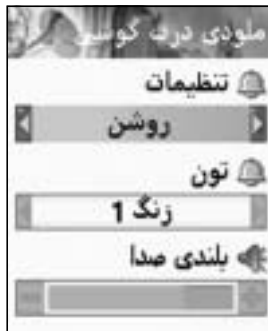 ملودی درب گوشی
تنظیمات
روشن
تون
زنگ 1
بلندی صدا